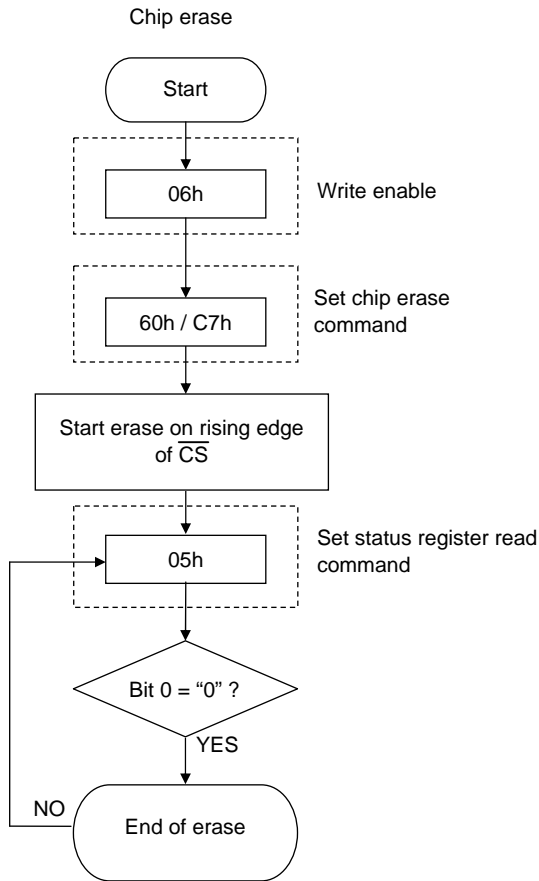 Chip erase
Start
06h
Write enable
60h / C7h
Set chip erase
command
Start erase on rising edge
of C̅S̅
05h
Set status register read
command
Bit 0 = “0” ?
YES
NO
End of erase